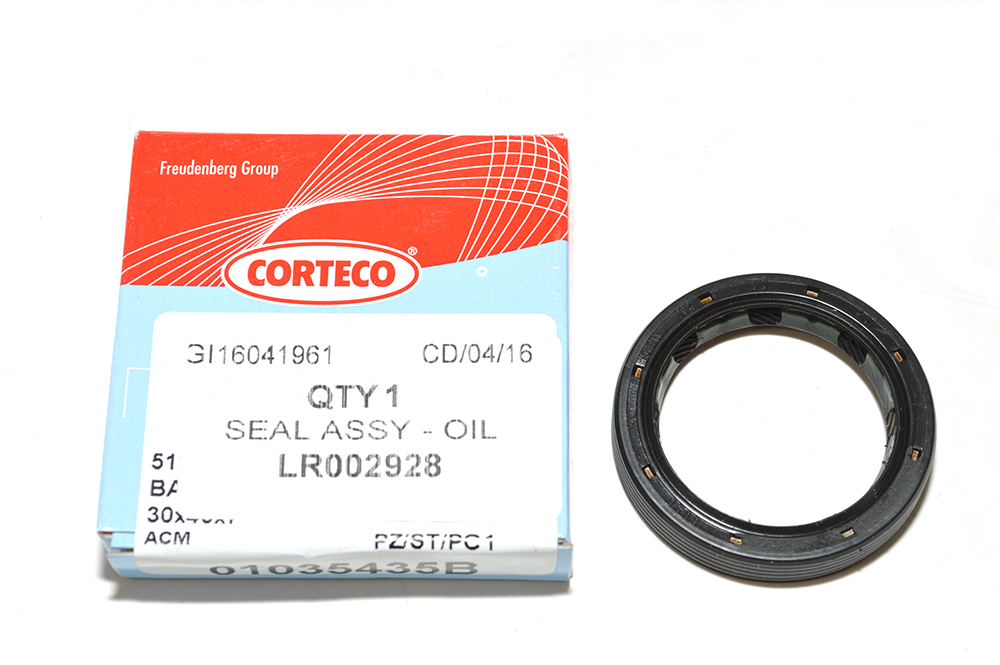 Freudenberg Group
CORTECO®
GI16041961 CD/04/16
QTY 1
SEAL ASSY - OIL
LR002928
51
BA
ACM PZ/ST/PC1
01035435B